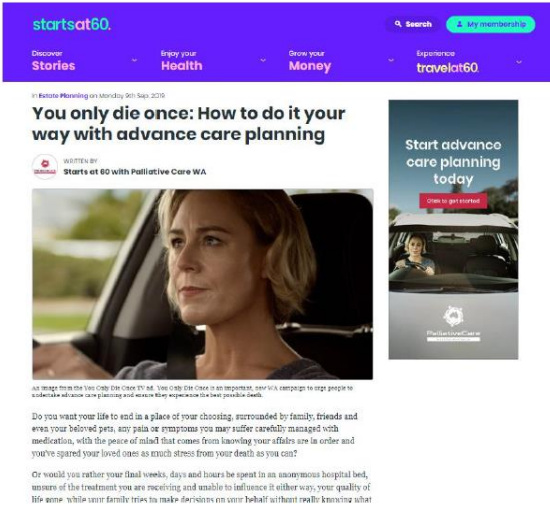 startsat60.
Search
My membership
Discover
Stories
Enjoy your
Health
Grow your
Money
Experience
travelat60.
In Estate Planning on Monday 9th Sep, 2019
You only die once: How to do it your
way with advance care planning
WRITTEN BY
Starts at 60 with Palliative Care WA
An image from the You Only Die Once TV ad. You Only Die Once is an important, new WA campaign to urge people to
undertake advance care planning and ensure they experience the best possible death.
Do you want your life to end in a place of your choosing, surrounded by family, friends and
even your beloved pets, any pain or symptoms you may suffer carefully managed with
medication, with the peace of mind that comes from knowing your affairs are in order and
you've spared your loved ones as much stress from your death as you can?
Or would you rather your final weeks, days and hours be spent in an anonymous hospital bed,
unsure of the treatment you are receiving and unable to influence it either way, your quality of
life gone, while your family tries to make decisions on your behalf without really knowing what
Start advance
care planning
today
Click to get started
PalliativeCare